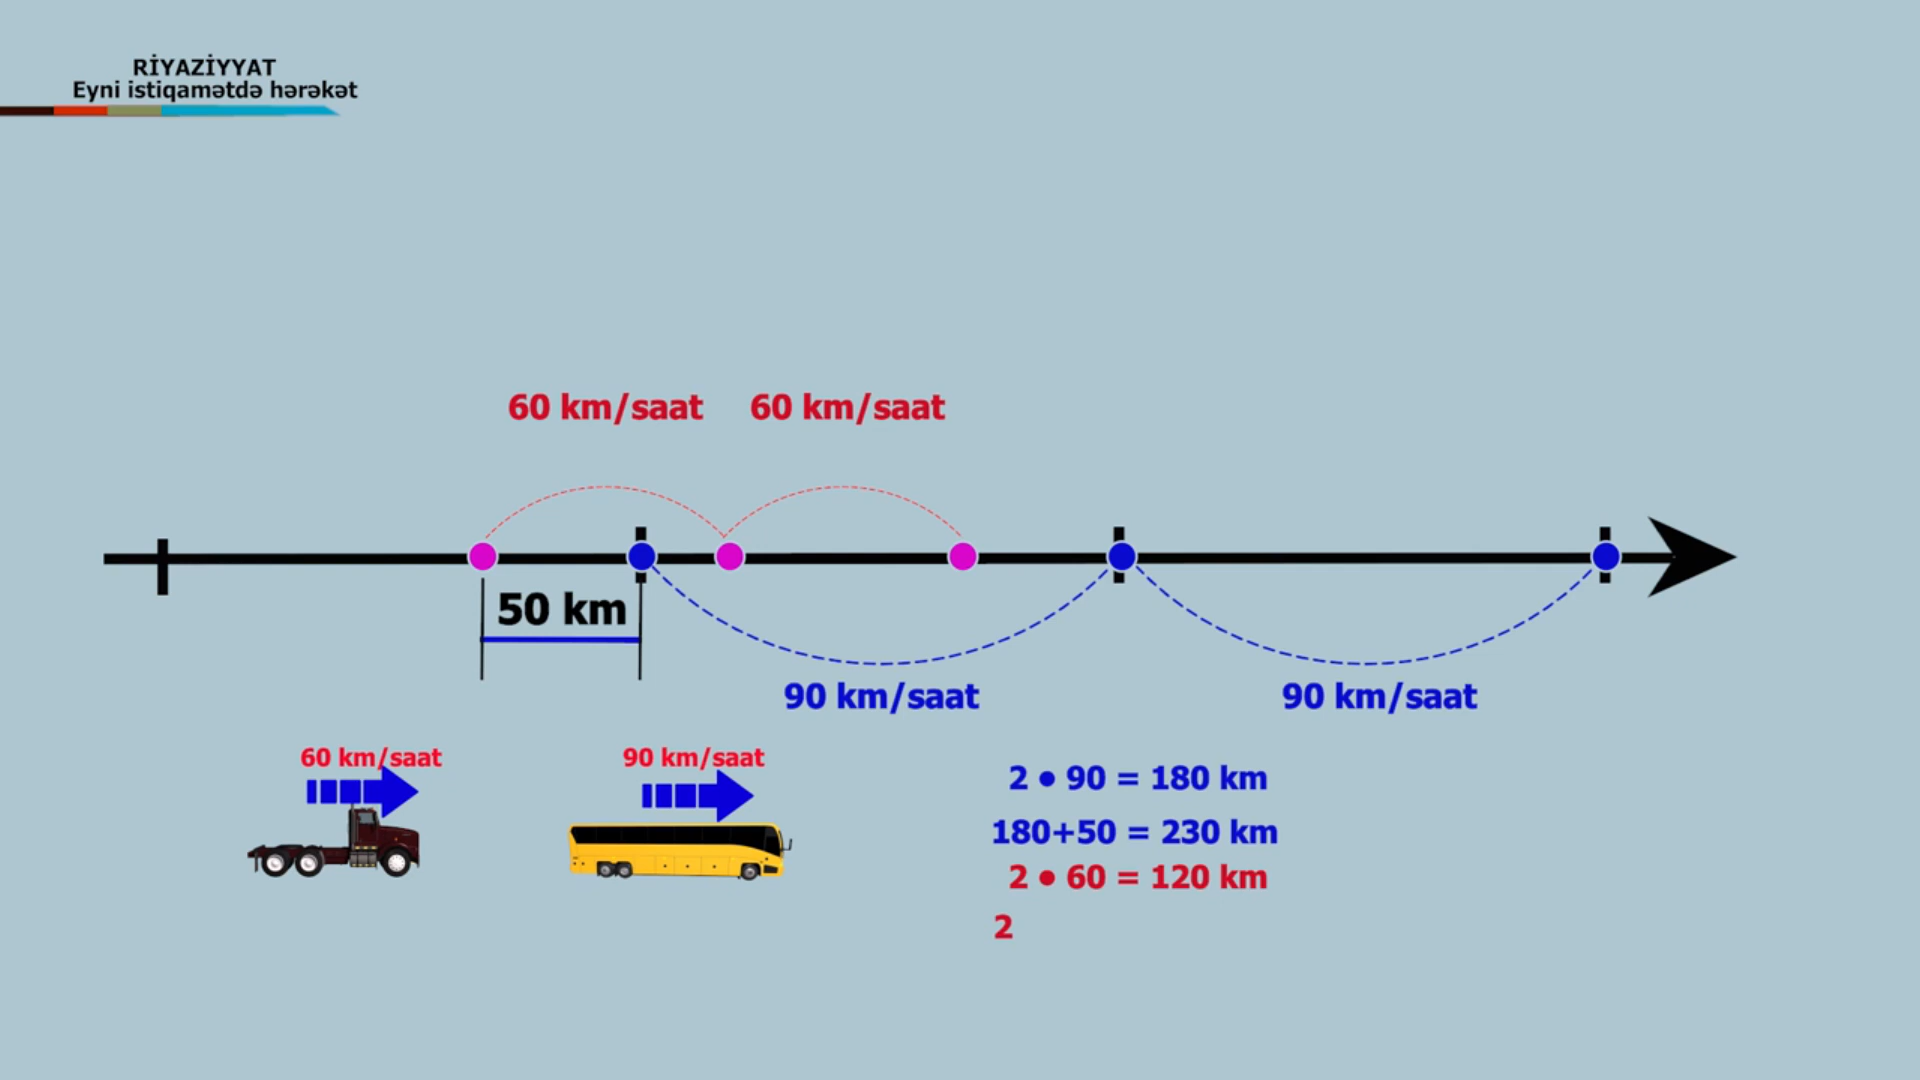 RİYAZİYYAT
Eyni istiqamətdə hərəkət
60 km/saat 60 km/saat
50 km
90 km/saat 90 km/saat
60 km/saat 90 km/saat
2 • 90 = 180 km
180+50 = 230 km
2 • 60 = 120 km
2